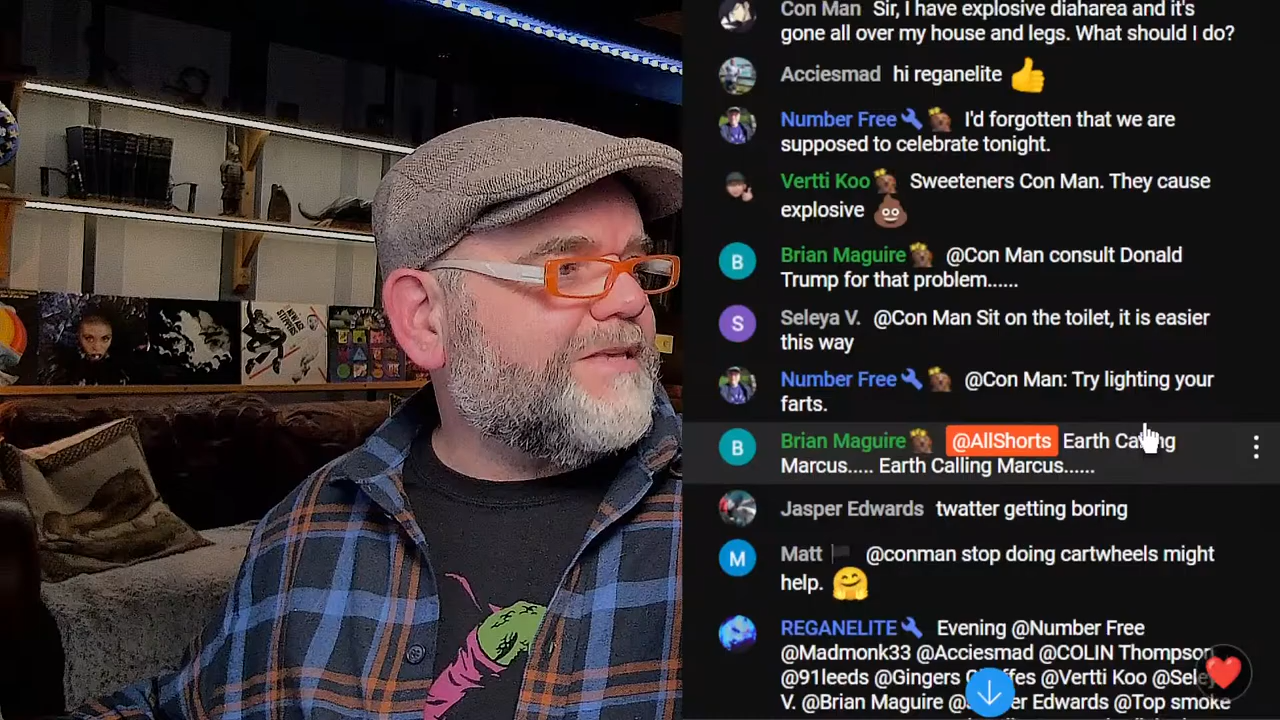 Con Man Sir, I have explosive diaharea and it's
gone all over my house and legs. What should I do?
Acciesmad hi reganelite
Number Free I'd forgotten that we are
supposed to celebrate tonight.
Vertti Koo Sweeteners Con Man. They cause
explosive
B Brian Maguire @Con Man consult Donald
Trump for that problem......
S Seleya V. @Con Man Sit on the toilet, it is easier
this way
Number Free @Con Man: Try lighting your
farts.
B Brian Maguire @AllShorts Earth Calling
Marcus..... Earth Calling Marcus......
Jasper Edwards twatter getting boring
M Matt @conman stop doing cartwheels might
help.
REGANELITE Evening @Number Free
@Madmonk33 @Acciesmad @COLIN Thompson
@91leeds @Gingers @Vertti Koo
V. @Brian Maguire Edwards @Top smoke